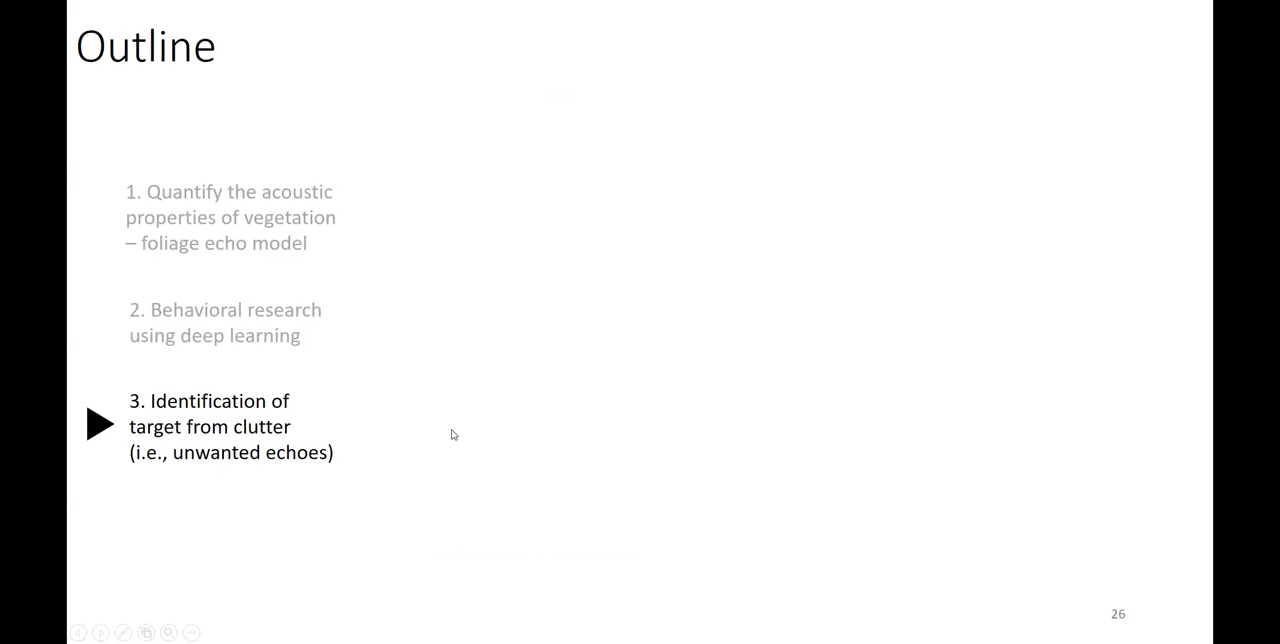 Outline
1. Quantify the acoustic
properties of vegetation
– foliage echo model
2. Behavioral research
using deep learning
3. Identification of
target from clutter
(i.e., unwanted echoes)
26